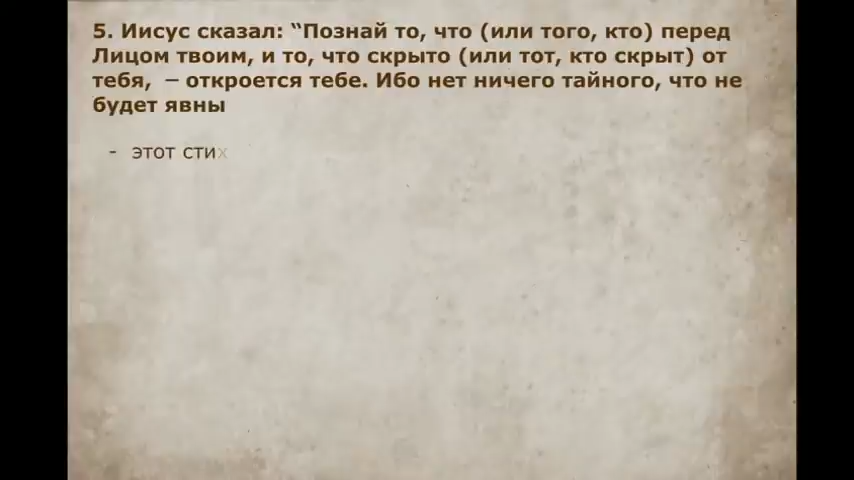 5. Иисус сказал: “Познай то, что (или того, кто) перед
Лицом твоим, и то, что скрыто (или тот, кто скрыт) от
тебя, – откроется тебе. Ибо нет ничего тайного, что не
будет явны
- этот стих